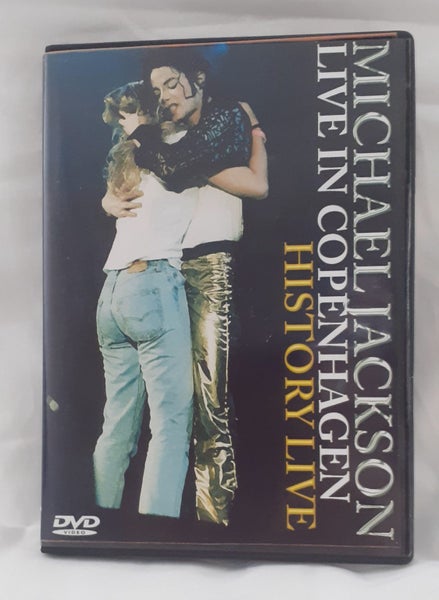 MICHAEL JACKSON
LIVE IN COPENHAGEN
HISTORY LIVE
DVD
VIDEO